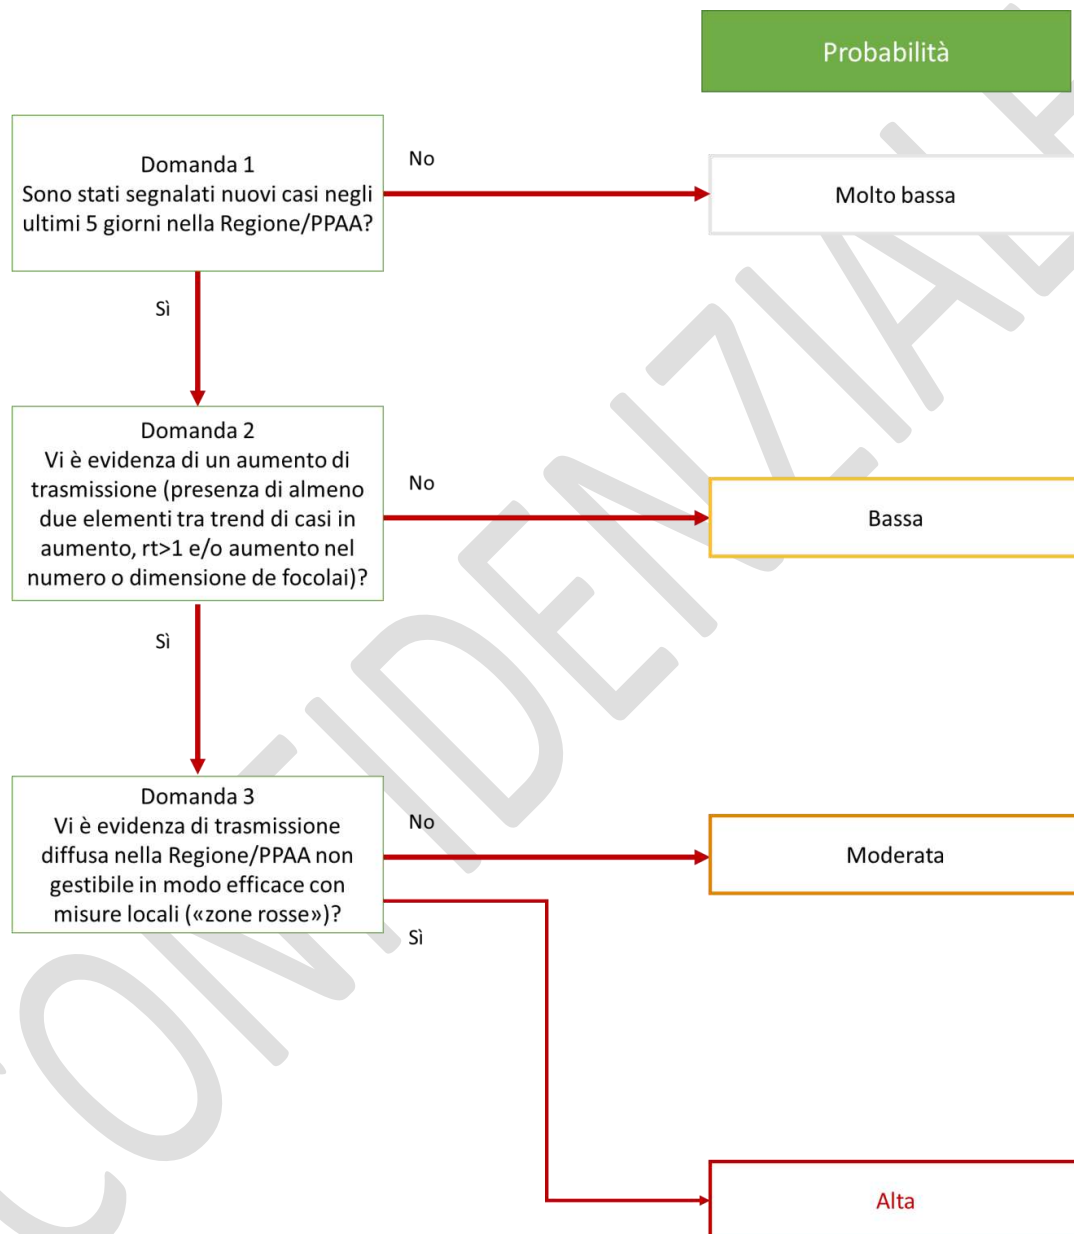 Probabilità
Domanda 1
Sono stati segnalati nuovi casi negli
ultimi 5 giorni nella Regione/PPAA?
No
Molto bassa
Sì
Domanda 2
Vi è evidenza di un aumento di
trasmissione (presenza di almeno
due elementi tra trend di casi in
aumento, rt>1 e/o aumento nel
numero o dimensione de focolai)?
No
Bassa
Sì
Domanda 3
Vi è evidenza di trasmissione
diffusa nella Regione/PPAA non
gestibile in modo efficace con
misure locali («zone rosse»)?
No
Moderata
Sì
Alta
CONFIDENZIALE